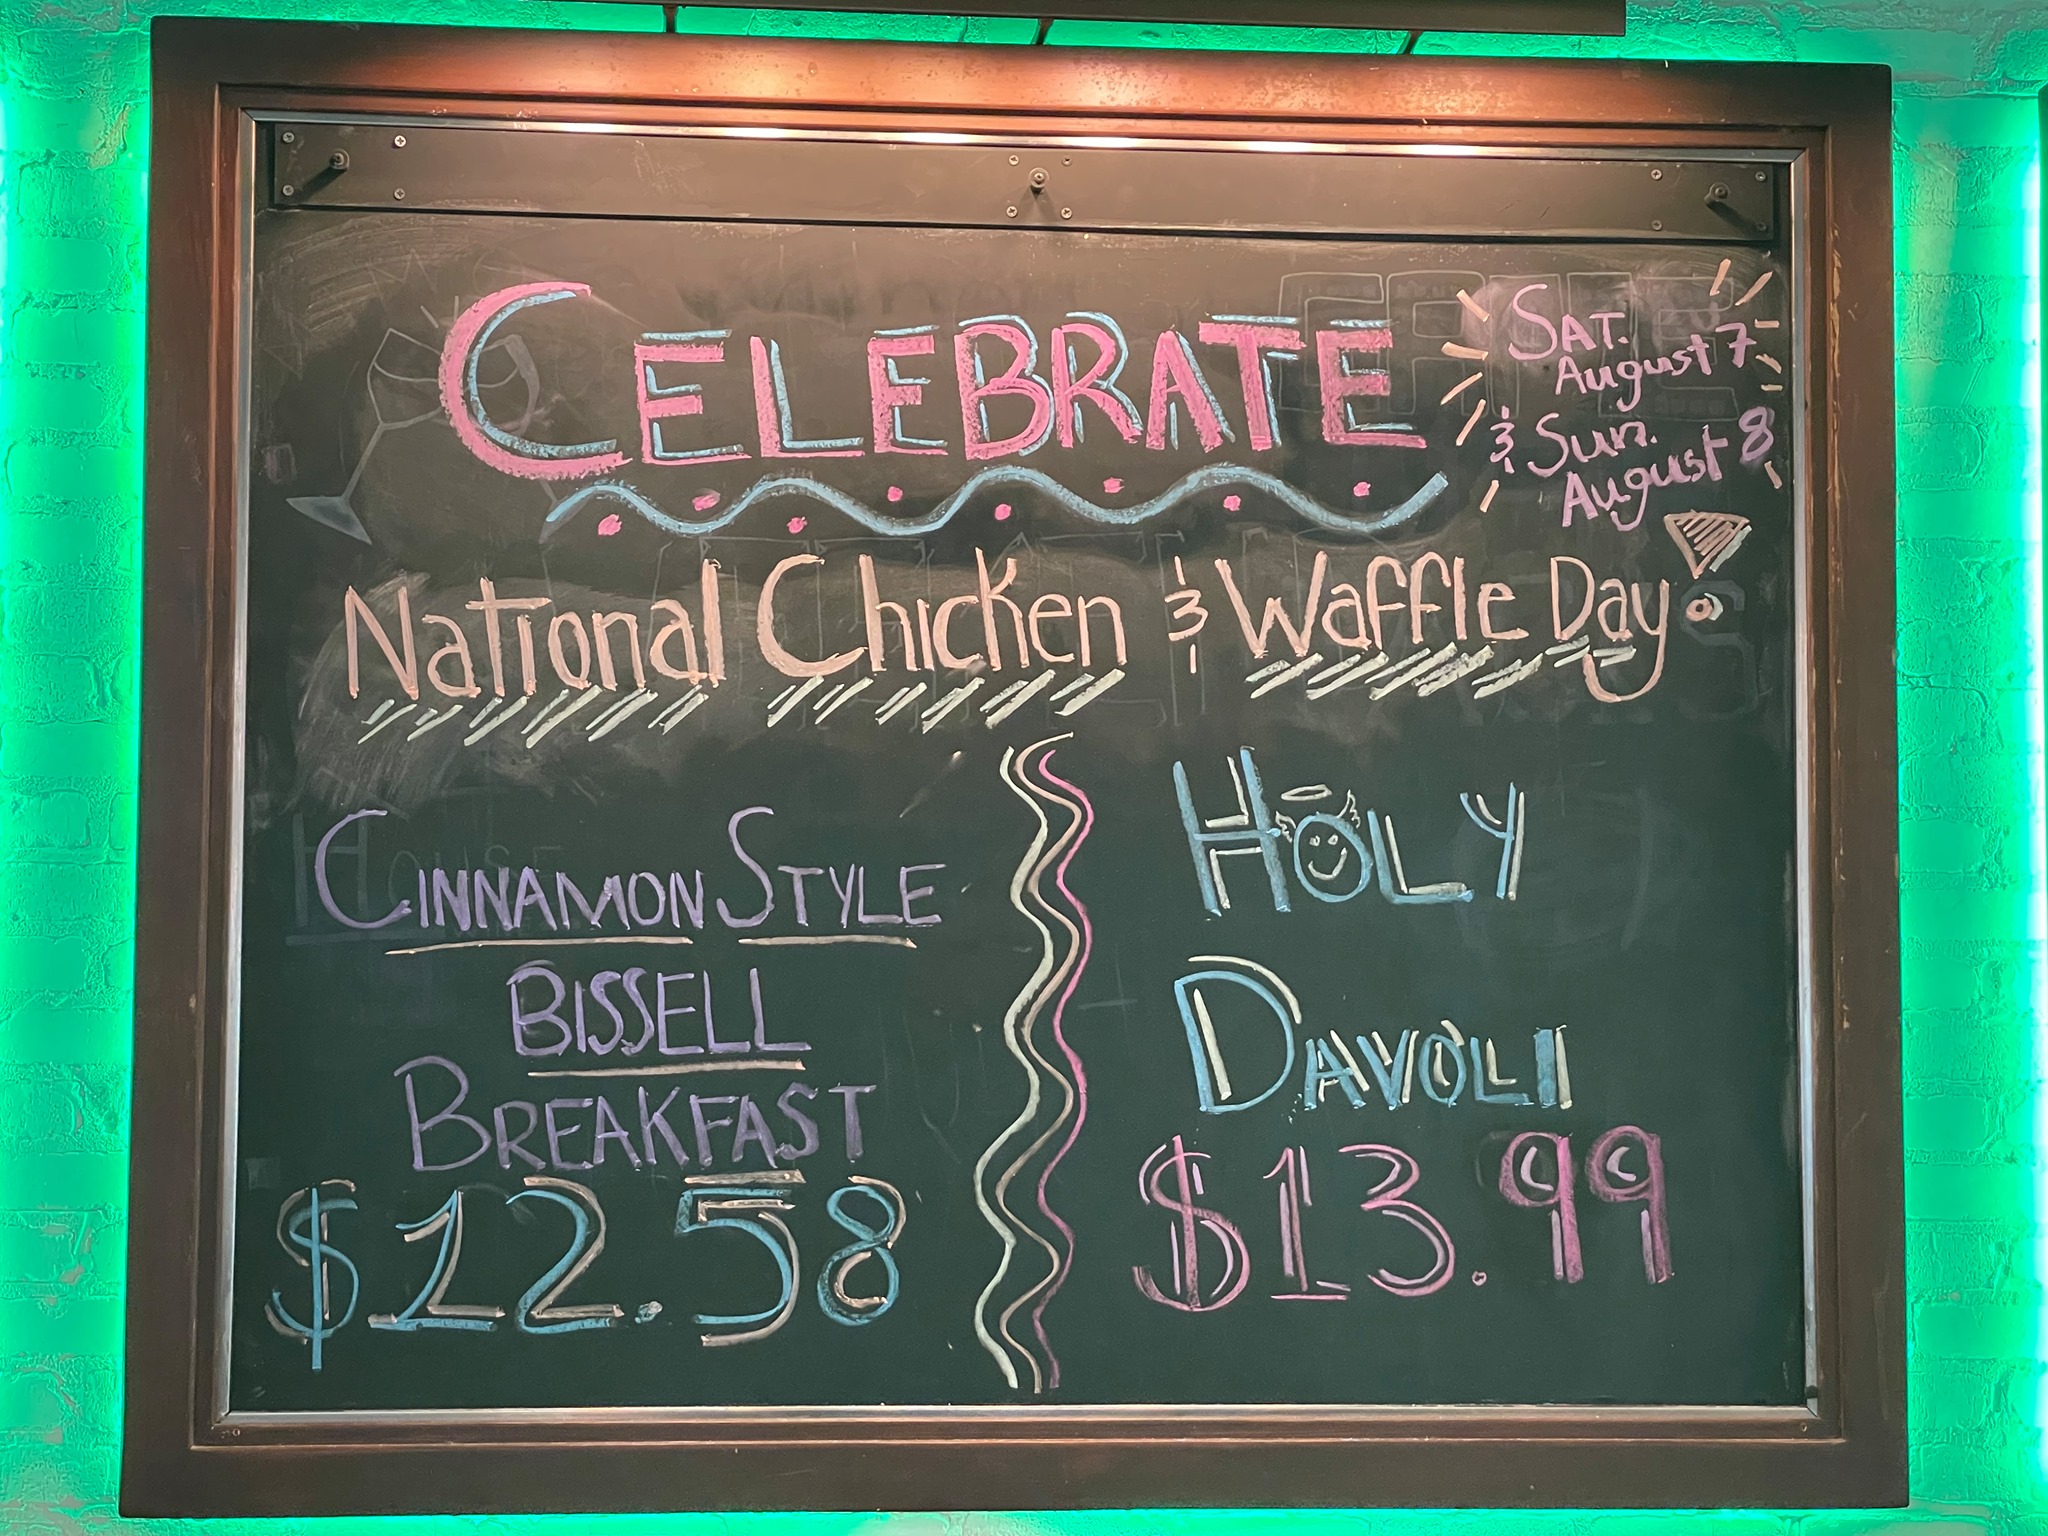 CELEBRATE
SAT.
August 7
& Sun.
August 8
National Chicken & Waffle Day!
CINNAMON STYLE
BISSELL
BREAKFAST
$12.58
HOLY
DAVOLI
$13.99
HOUSE